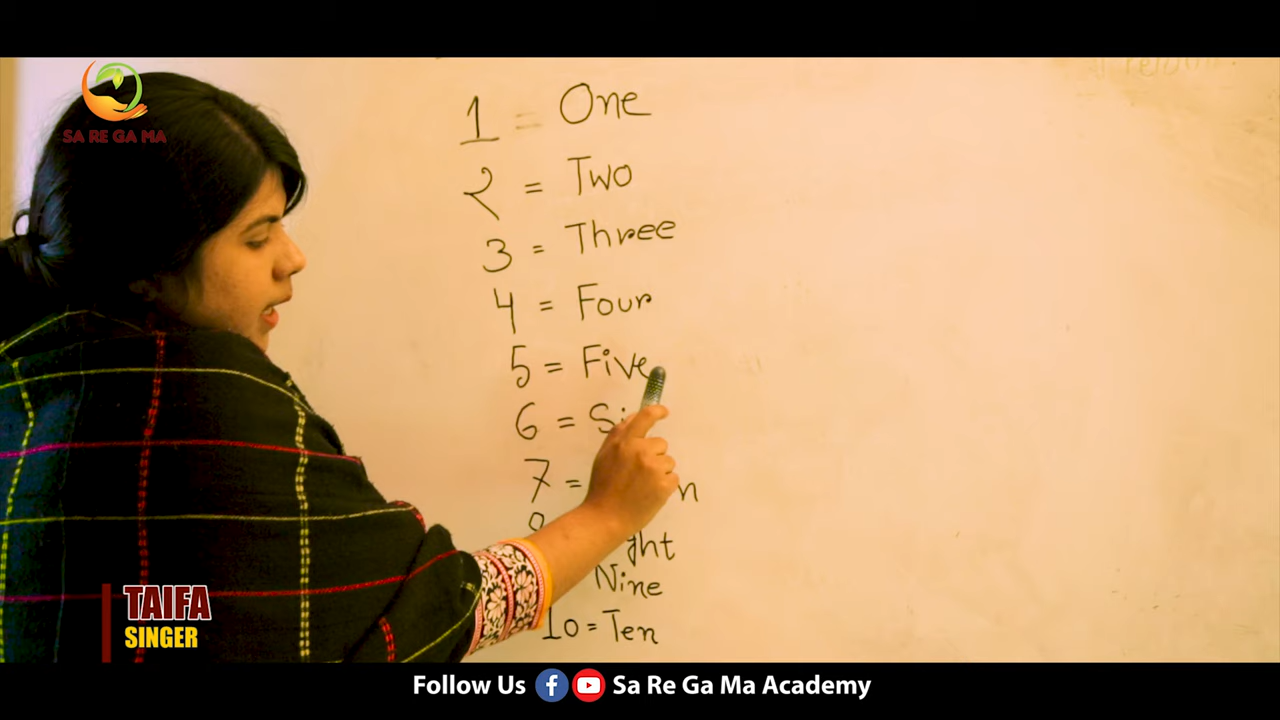 SA RE GA MA
1 = One
२ = Two
3 = Three
4 = Four
5 = Five
6 =
7 =
Nine
10 = Ten
TAIFA
SINGER
Follow Us Sa Re Ga Ma Academy